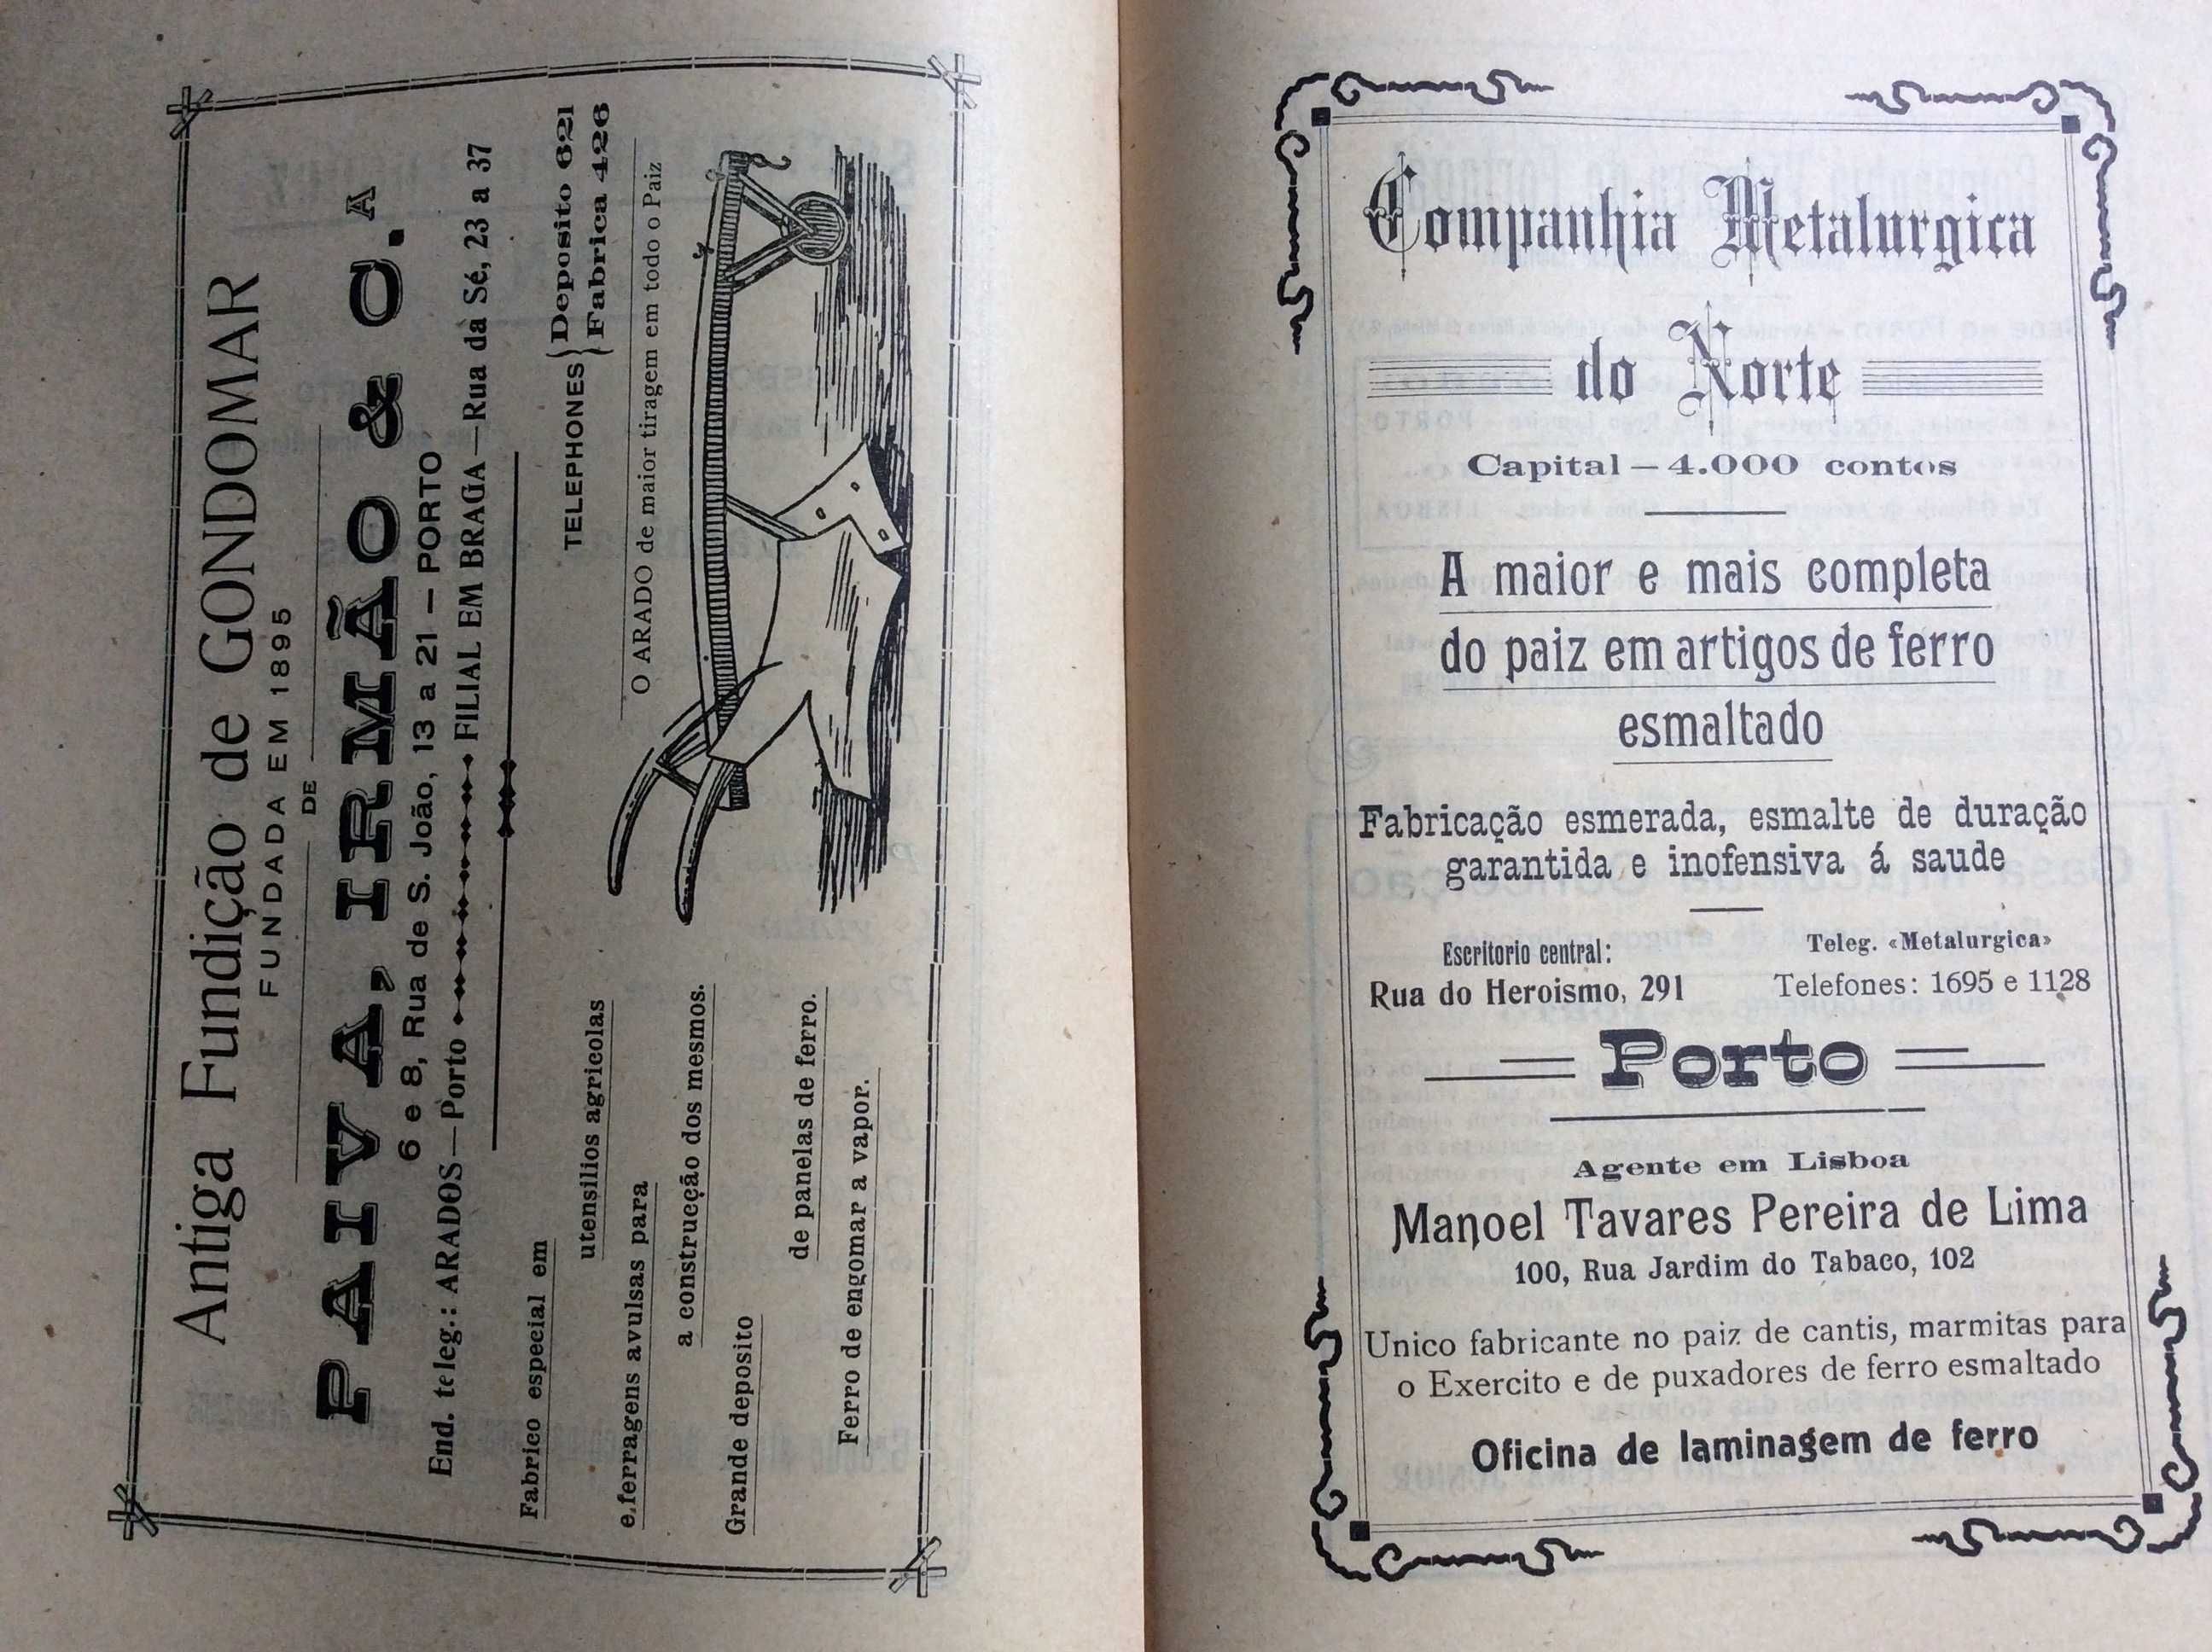 Antiga Fundição de GONDOMAR
FUNDADA EM 1895
DE
PAIVA, IRMÃO & C.A
6 e 8, Rua de S. João, 13 a 21 — PORTO
End. teleg.: ARADOS—Porto FILIAL EM BRAGA—Rua da Sé, 23 a 37
Fabrico especial em
utensilios agricolas
e ferragens avulsas para
a construcção dos mesmos.
Grande deposito
de panelas de ferro.
Ferro de engomar a vapor.
TELEPHONES { Deposito 621
{ Fabrica 426
O ARADO de maior tiragem em todo o Paiz
Companhia Metalurgica
do Norte
Capital — 4.000 contos
A maior e mais completa
do paiz em artigos de ferro
esmaltado
Fabricação esmerada, esmalte de duração
garantida e inofensiva á saude
Escritorio central:
Rua do Heroismo, 291
Teleg. «Metalurgica»
Telefones: 1695 e 1128
Porto
Agente em Lisboa
Manoel Tavares Pereira de Lima
100, Rua Jardim do Tabaco, 102
Unico fabricante no paiz de cantis, marmitas para
o Exercito e de puxadores de ferro esmaltado
Oficina de laminagem de ferro